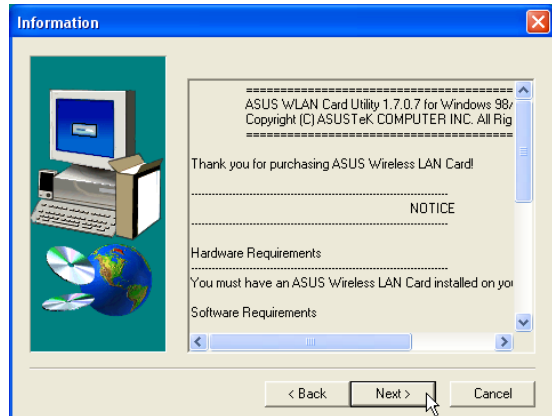 Information
==========================================
ASUS WLAN Card Utility 1.7.0.7 for Windows 98/
Copyright (C) ASUSTeK COMPUTER INC. All Rig
==========================================
Thank you for purchasing ASUS Wireless LAN Card!
----------------------------------------------------------------
NOTICE
----------------------------------------------------------------
Hardware Requirements
----------------------------------------------------------------
You must have an ASUS Wireless LAN Card installed on you
Software Requirements
< Back
Next >
Cancel